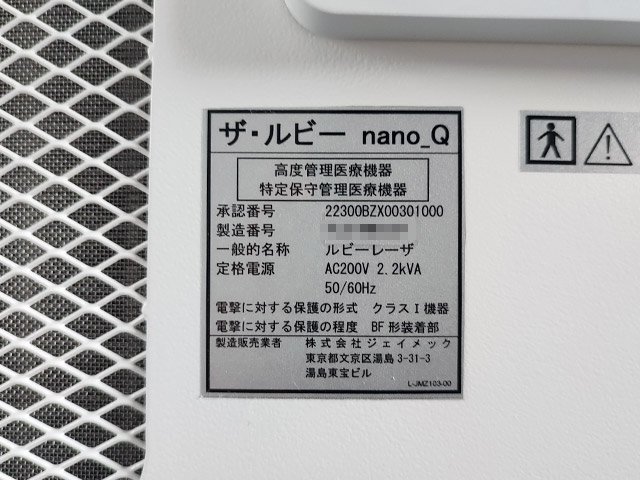 ザ・ルビー nano_Q
高度管理医療機器
特定保守管理医療機器
承認番号 22300BZX00301000
製造番号
一般的名称 ルビーレーザ
定格電源 AC200V 2.2kVA
50/60Hz
電撃に対する保護の形式 クラスⅠ機器
電撃に対する保護の程度 BF形装着部
製造販売業者 株式会社ジェイメック
東京都文京区湯島3-31-3
湯島東宝ビル
L-JMZ103-00